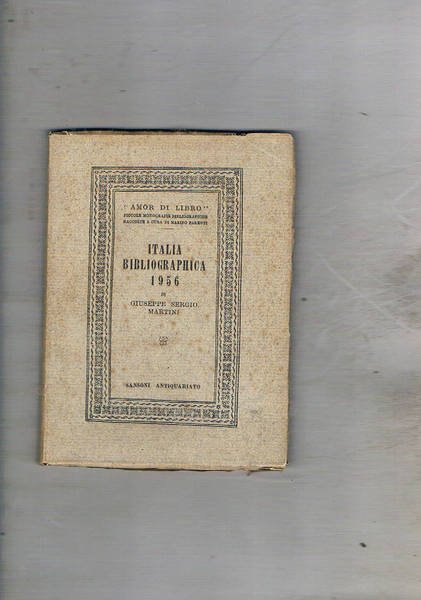 "AMOR DI LIBRO"
PICCOLE MONOGRAFIE BIBLIOGRAFICHE
RACCOLTE A CURA DI MARINO PARENTI
ITALIA
BIBLIOGRAPHICA
1956
DI
GIUSEPPE SERGIO
MARTINI
SANSONI ANTIQUARIATO